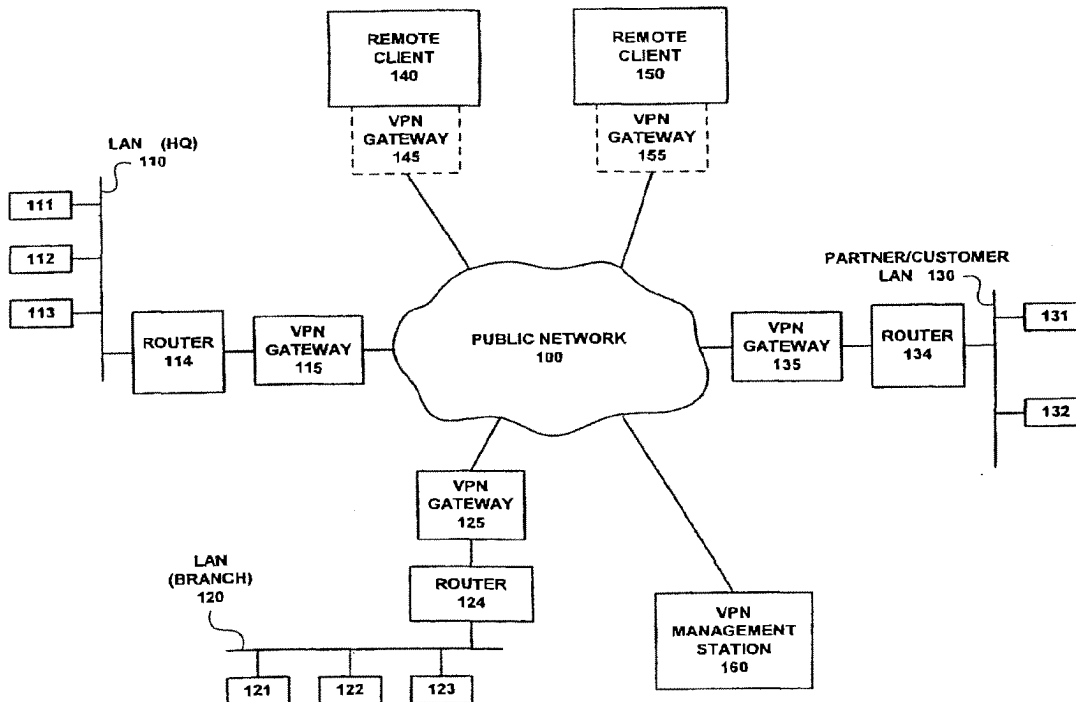 REMOTE
CLIENT
140
VPN
GATEWAY
145
REMOTE
CLIENT
150
VPN
GATEWAY
155
LAN (HQ)
110
111
112
113
ROUTER
114
VPN
GATEWAY
115
PUBLIC NETWORK
100
PARTNER/CUSTOMER
LAN 130
VPN
GATEWAY
135
ROUTER
134
131
132
VPN
GATEWAY
125
ROUTER
124
LAN
(BRANCH)
120
121
122
123
VPN
MANAGEMENT
STATION
160